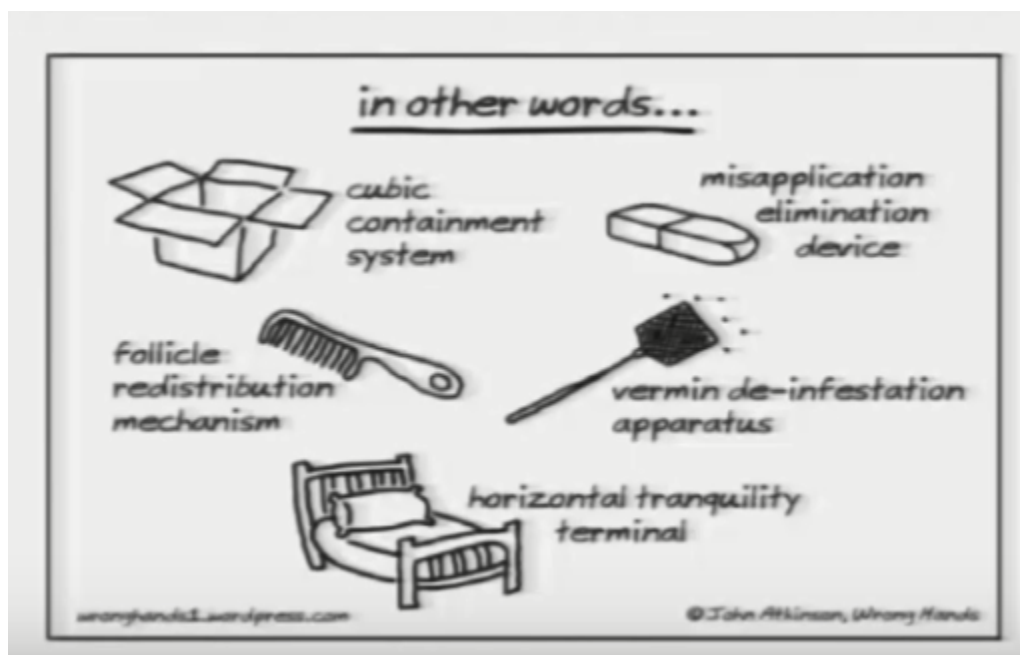 in other words...
cubic
containment
system
misapplication
elimination
device
follicle
redistribution
mechanism
vermin de-infestation
apparatus
horizontal tranquility
terminal
wronghands1.wordpress.com
©John Atkinson, Wrong Hands